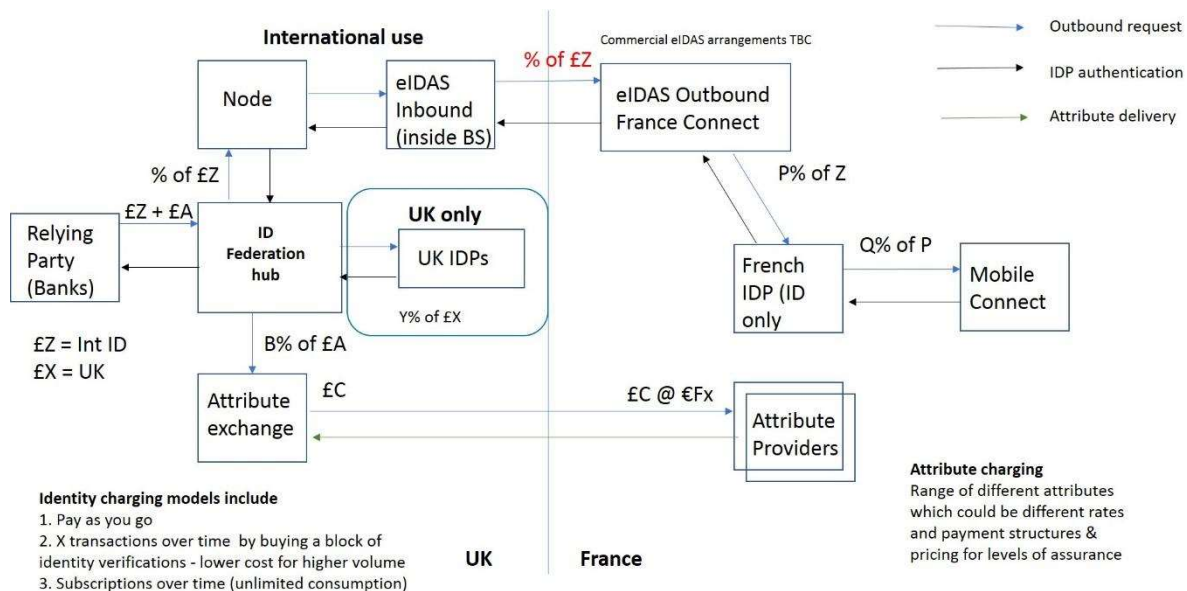 International use
Commercial eIDAS arrangements TBC
Outbound request
IDP authentication
Attribute delivery
Node
eIDAS
Inbound
(inside BS)
% of £Z
eIDAS Outbound
France Connect
% of £Z
P% of Z
£Z + £A
Relying
Party
(Banks)
ID
Federation
hub
UK only
UK IDPs
Y% of £X
French
IDP (ID
only
Q% of P
Mobile
Connect
£Z = Int ID
£X = UK
B% of £A
Attribute
exchange
£C
£C @ €Fx
Attribute
Providers
Identity charging models include
1. Pay as you go
2. X transactions over time by buying a block of
identity verifications - lower cost for higher volume
3. Subscriptions over time (unlimited consumption)
UK
France
Attribute charging
Range of different attributes
which could be different rates
and payment structures &
pricing for levels of assurance